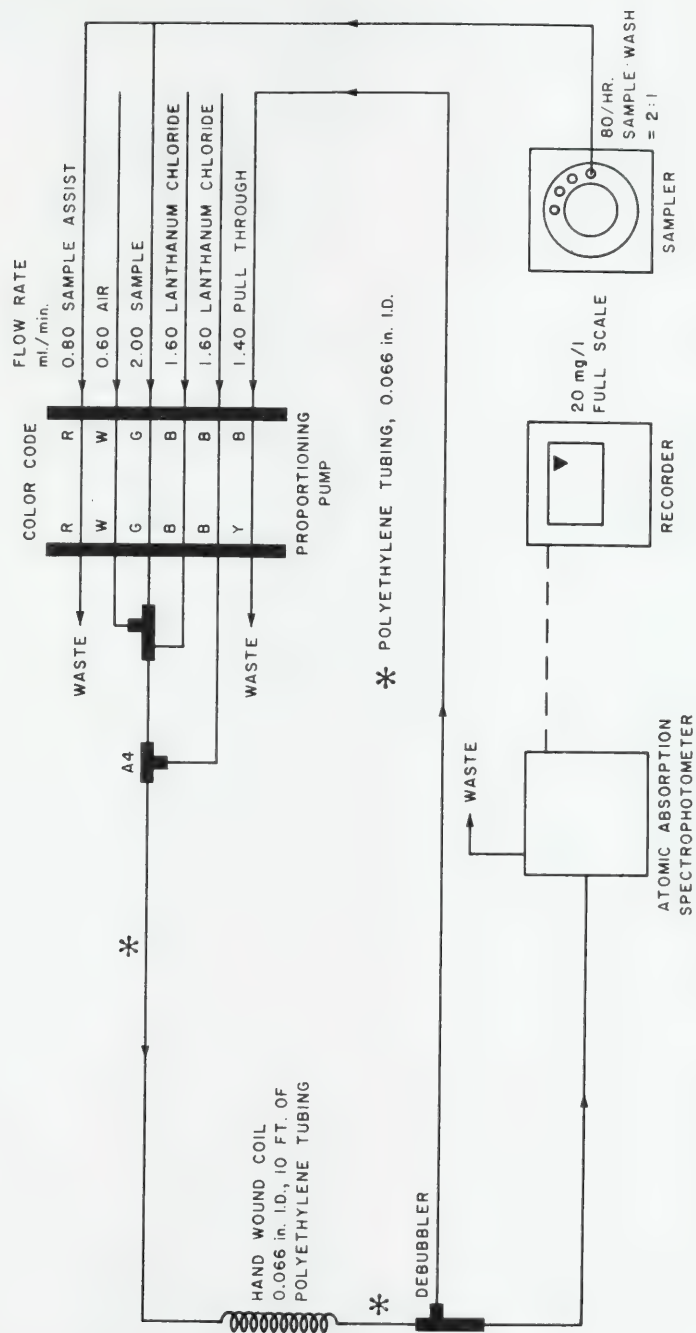 FLOW RATE
ml./min.
COLOR CODE
R R 0.80 SAMPLE ASSIST
W W 0.60 AIR
G G 2.00 SAMPLE
B B 1.60 LANTHANUM CHLORIDE
B B 1.60 LANTHANUM CHLORIDE
Y B 1.40 PULL THROUGH
PROPORTIONING
PUMP
WASTE
WASTE
A4
*
* POLYETHYLENE TUBING, 0.066 in. I.D.
HAND WOUND COIL
0.066 in. I.D., 10 FT. OF
POLYETHYLENE TUBING
*
DEBUBBLER
WASTE
ATOMIC ABSORPTION
SPECTROPHOTOMETER
20 mg/l
FULL SCALE
RECORDER
80/HR.
SAMPLE·WASH
= 2:1
SAMPLER